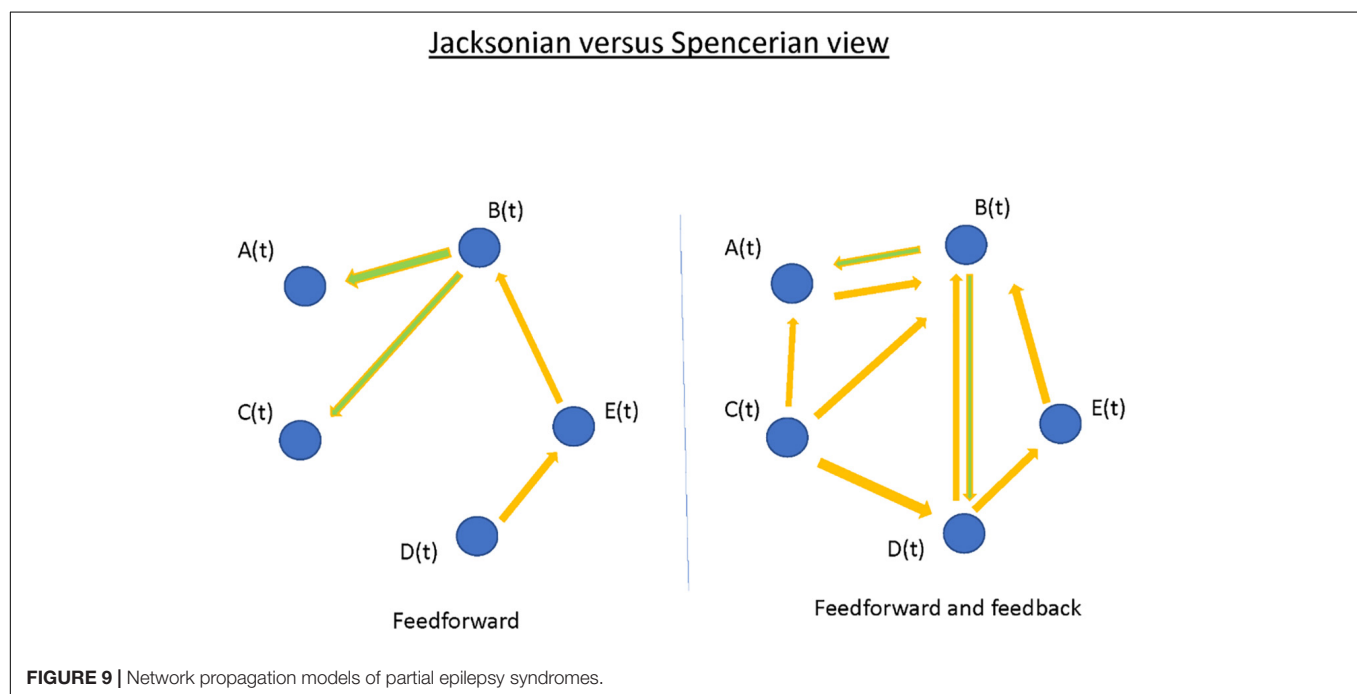 Jacksonian versus Spencerian view
B(t)
A(t)
C(t)
E(t)
D(t)
Feedforward
B(t)
A(t)
C(t)
E(t)
D(t)
Feedforward and feedback
FIGURE 9 | Network propagation models of partial epilepsy syndromes.